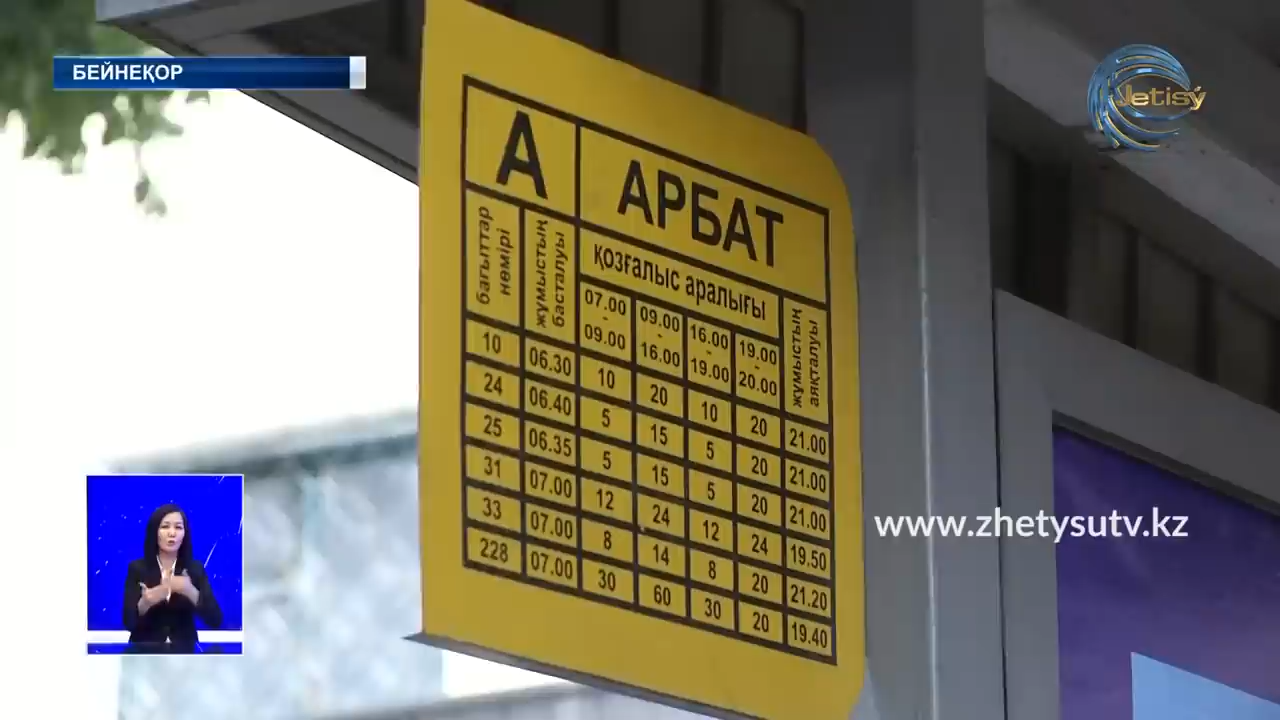 БЕЙНЕҚОР
Jetisý
А АРБАТ
бағыттар нөмірі
жұмыстың басталуы
қозғалыс аралығы
жұмыстың аяқталуы
07.00 - 09.00
09.00 - 16.00
16.00 - 19.00
19.00 - 20.00
10 06.30 10 20 10 20 21.00
24 06.40 5 15 5 20 21.00
25 06.35 5 15 5 20 21.00
31 07.00 12 24 12 24 19.50
33 07.00 8 14 8 20 21.20
228 07.00 30 60 30 20 19.40
www.zhetysutv.kz